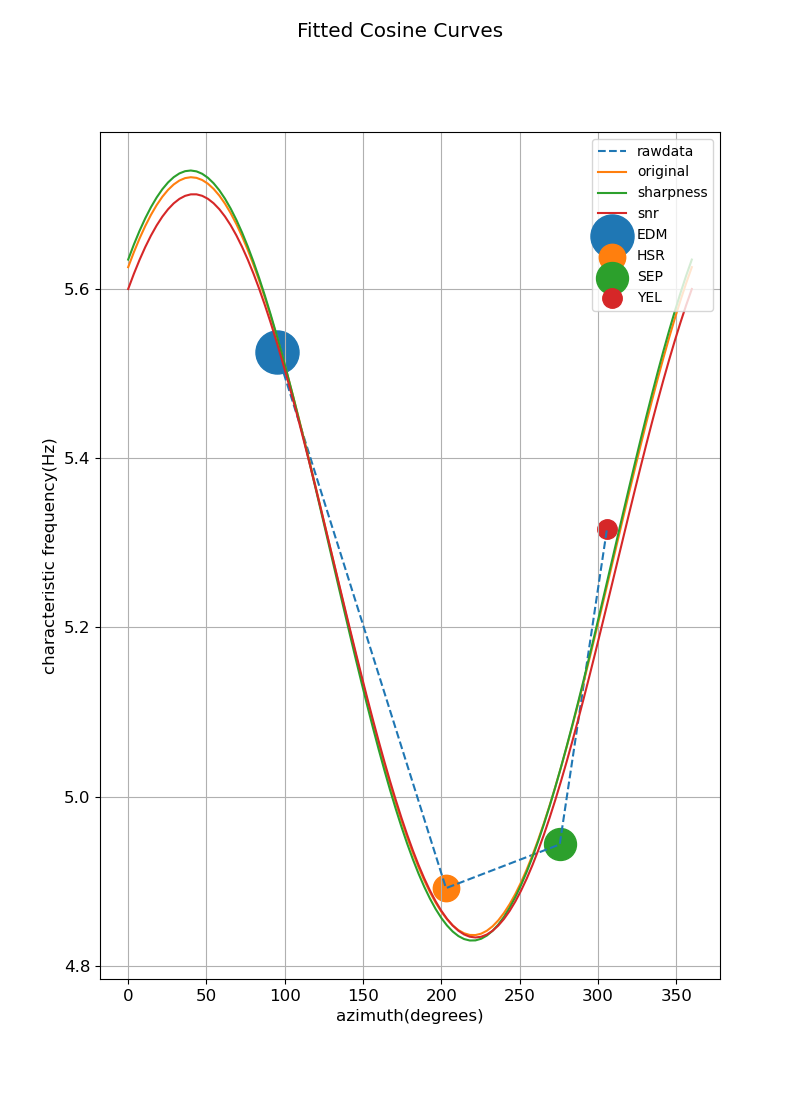 Fitted Cosine Curves
rawdata
original
sharpness
snr
EDM
HSR
SEP
YEL
5.6
5.4
5.2
5.0
4.8
characteristic frequency(Hz)
0 50 100 150 200 250 300 350
azimuth(degrees)